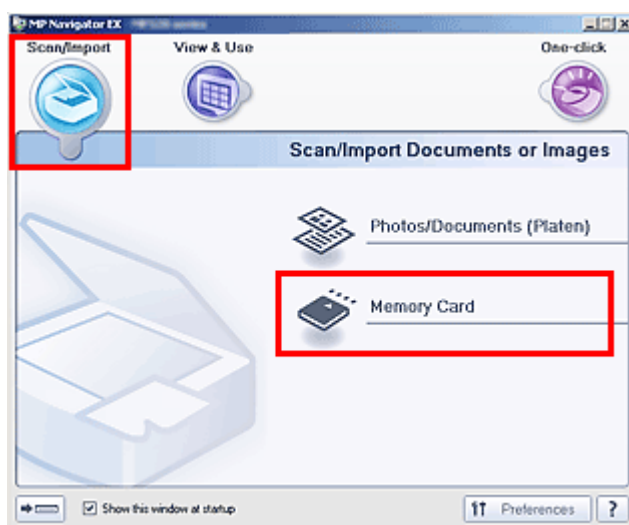 MP Navigator EX
Scan/Import View & Use One-click
Scan/Import Documents or Images
Photos/Documents (Platen)
Memory Card
Show this window at startup
Preferences ?